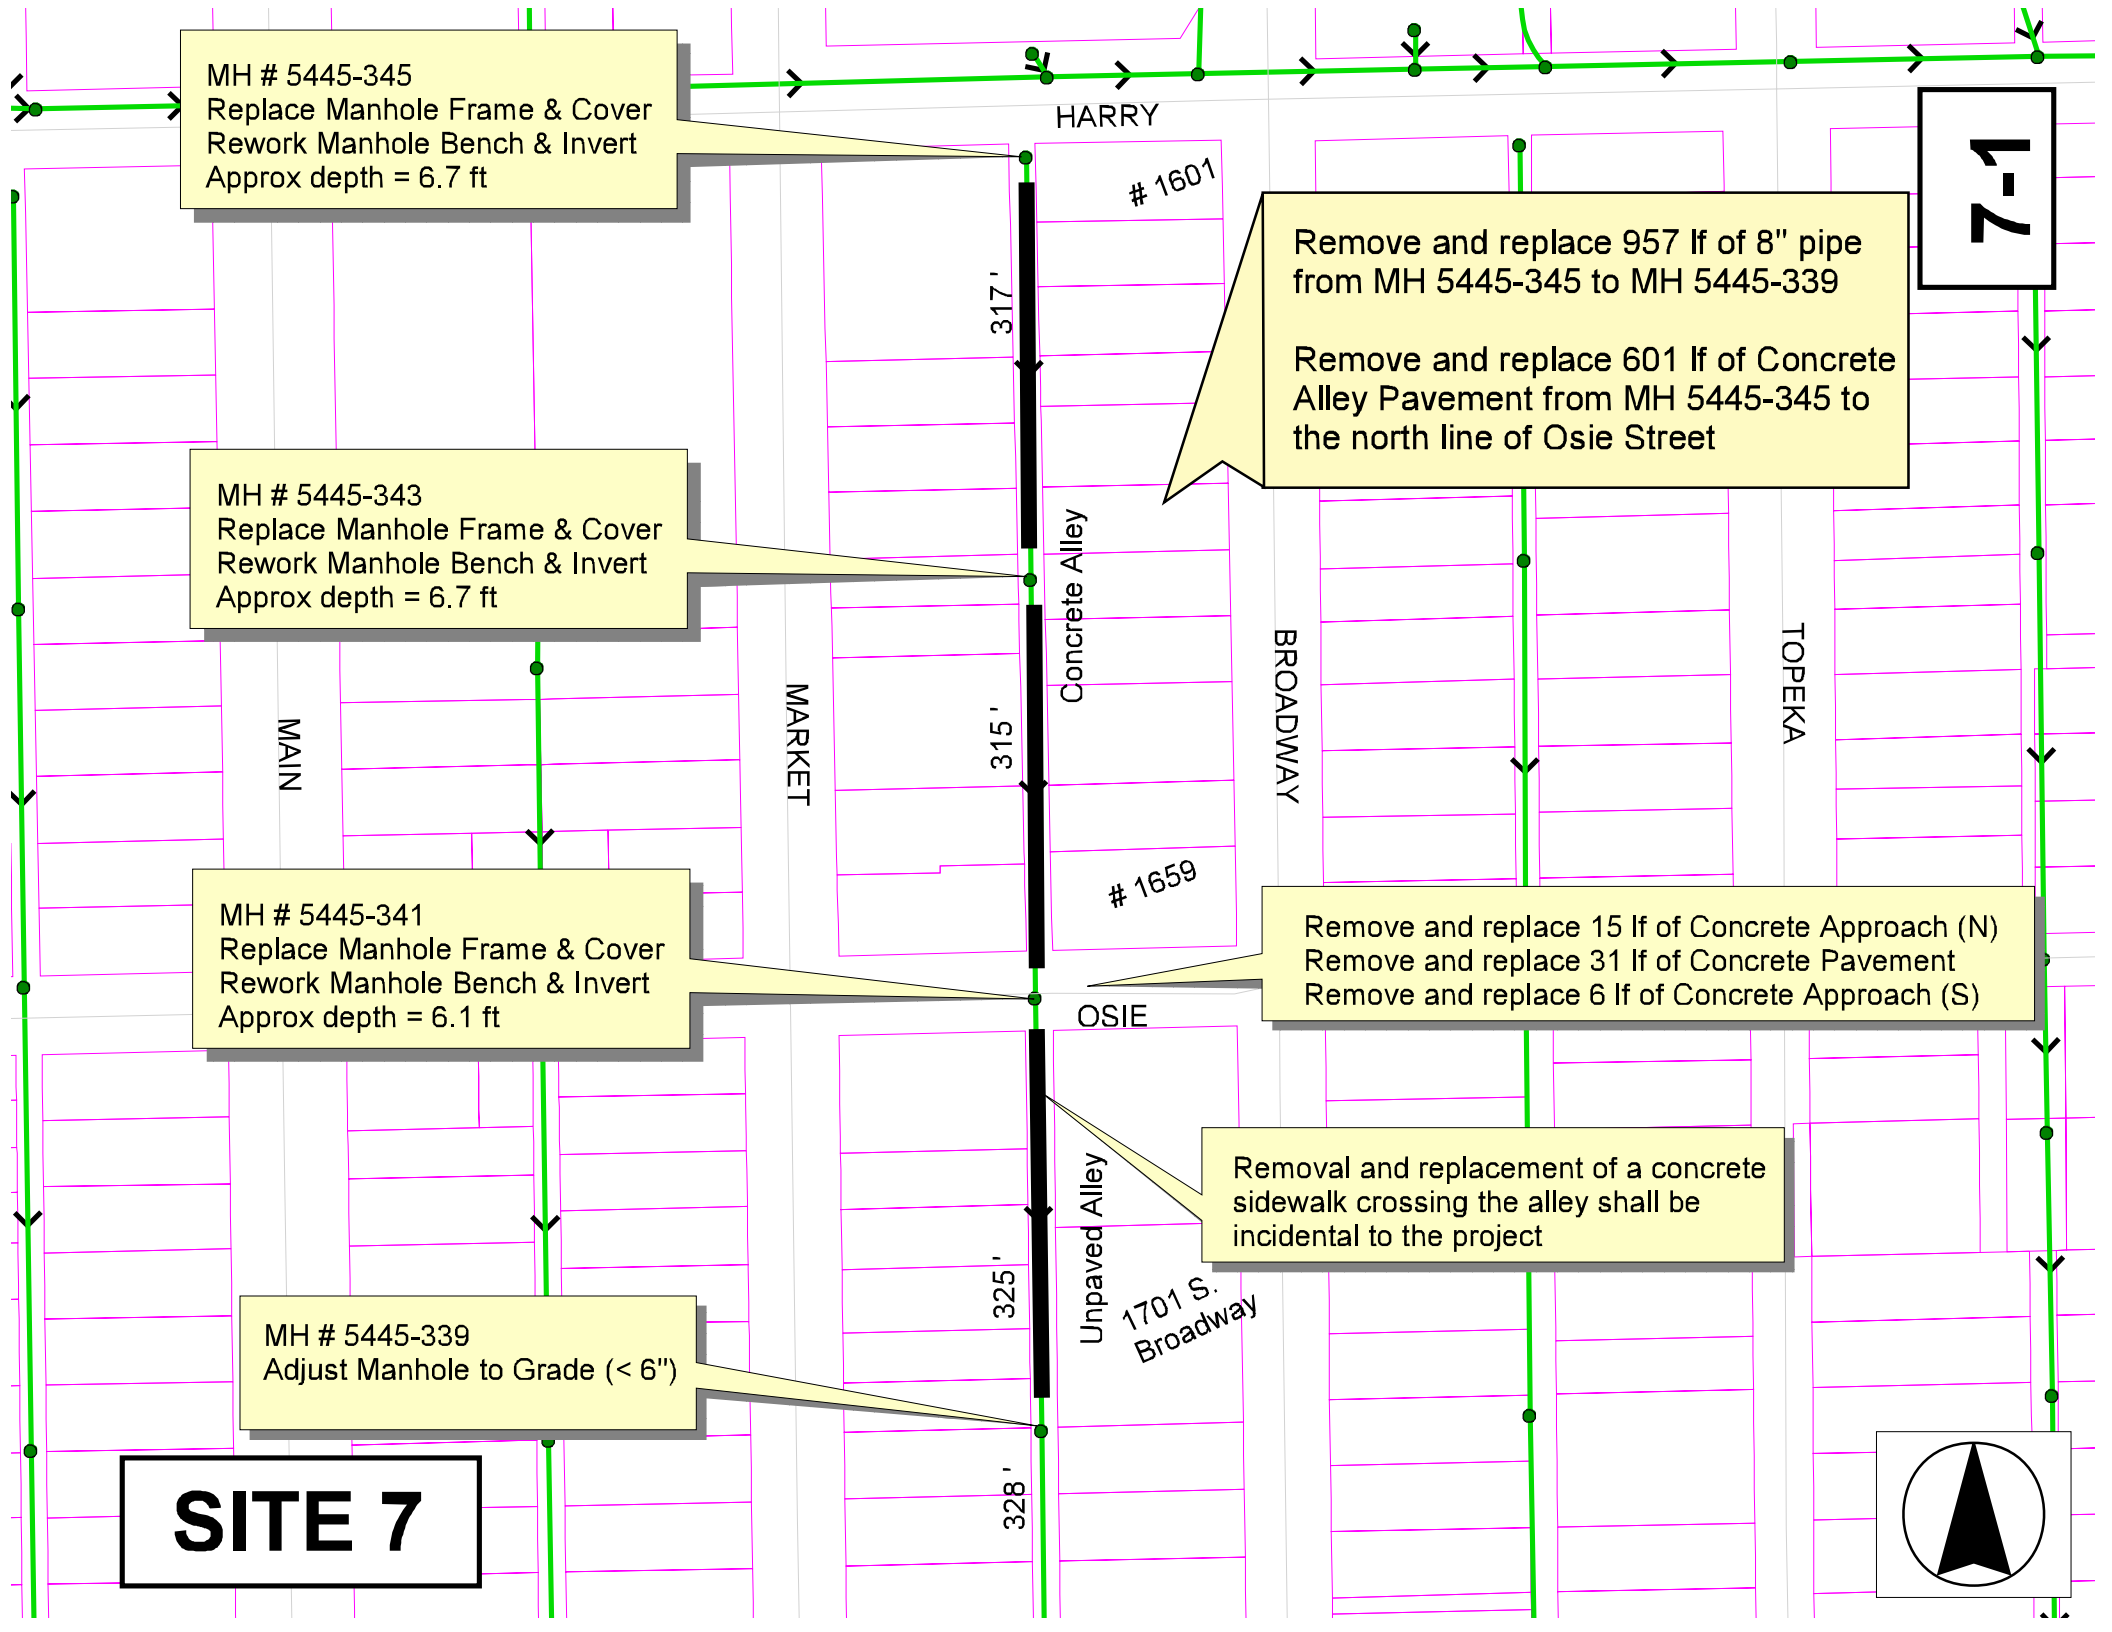 MH # 5445-345
Replace Manhole Frame & Cover
Rework Manhole Bench & Invert
Approx depth = 6.7 ft
HARRY
7-1
# 1601
Remove and replace 957 lf of 8" pipe
from MH 5445-345 to MH 5445-339
Remove and replace 601 lf of Concrete
Alley Pavement from MH 5445-345 to
the north line of Osie Street
317 '
MH # 5445-343
Replace Manhole Frame & Cover
Rework Manhole Bench & Invert
Approx depth = 6.7 ft
Concrete Alley
315 '
MAIN
MARKET
BROADWAY
TOPEKA
# 1659
MH # 5445-341
Replace Manhole Frame & Cover
Rework Manhole Bench & Invert
Approx depth = 6.1 ft
Remove and replace 15 lf of Concrete Approach (N)
Remove and replace 31 lf of Concrete Pavement
Remove and replace 6 lf of Concrete Approach (S)
OSIE
Removal and replacement of a concrete
sidewalk crossing the alley shall be
incidental to the project
Unpaved Alley
325 '
1701 S.
Broadway
MH # 5445-339
Adjust Manhole to Grade (< 6")
328 '
SITE 7